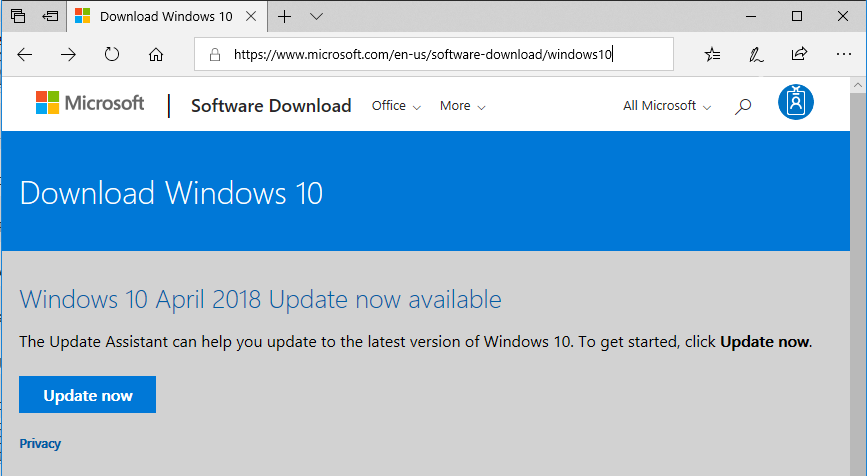 Download Windows 10
https://www.microsoft.com/en-us/software-download/windows10
Microsoft | Software Download Office More All Microsoft
Download Windows 10
Windows 10 April 2018 Update now available
The Update Assistant can help you update to the latest version of Windows 10. To get started, click Update now.
Update now
Privacy